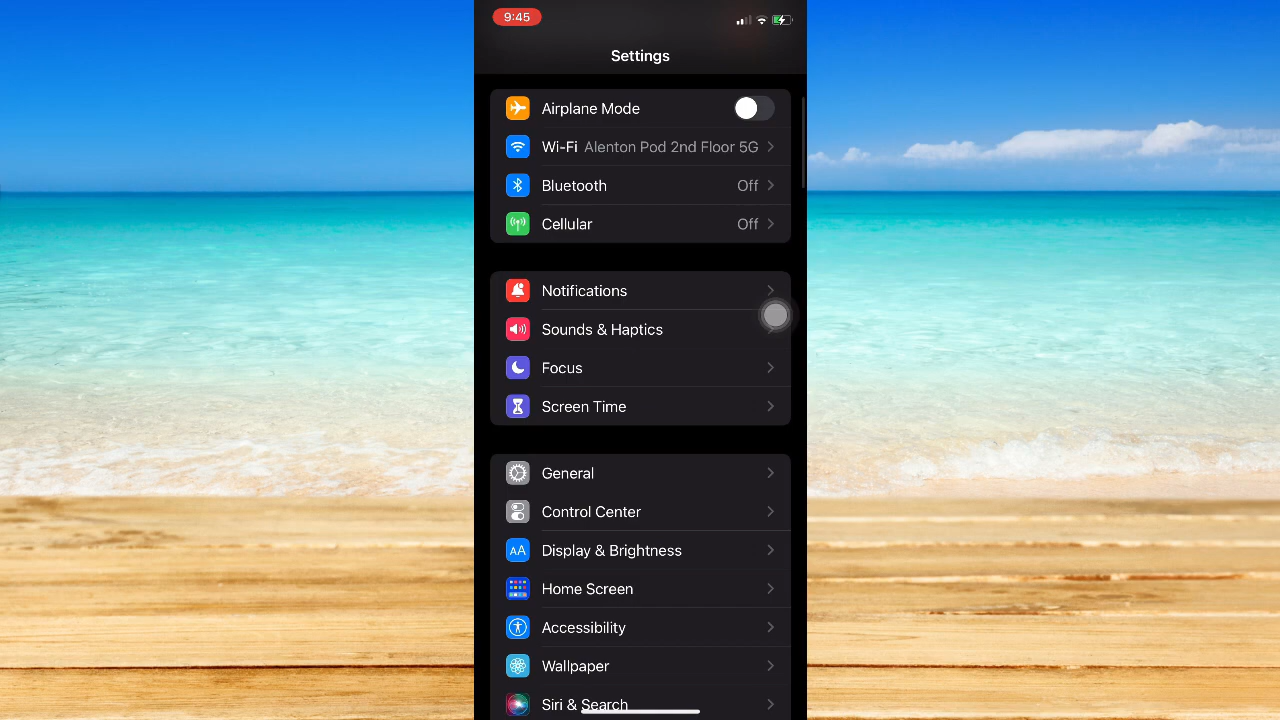 9:45
Settings
Airplane Mode
Wi-Fi Alenton Pod 2nd Floor 5G
Bluetooth Off
Cellular Off
Notifications
Sounds & Haptics
Focus
Screen Time
General
Control Center
AA Display & Brightness
Home Screen
Accessibility
Wallpaper
Siri & Search